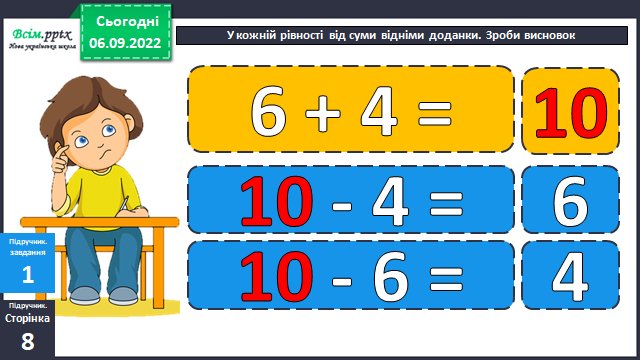 Всім.pptx
Нова українська школа
Сьогодні
06.09.2022
У кожній рівності від суми відніми доданки. Зроби висновок
6 + 4 = 10
10 - 4 = 6
10 - 6 = 4
Підручник.
завдання
1
Підручник.
Сторінка
8